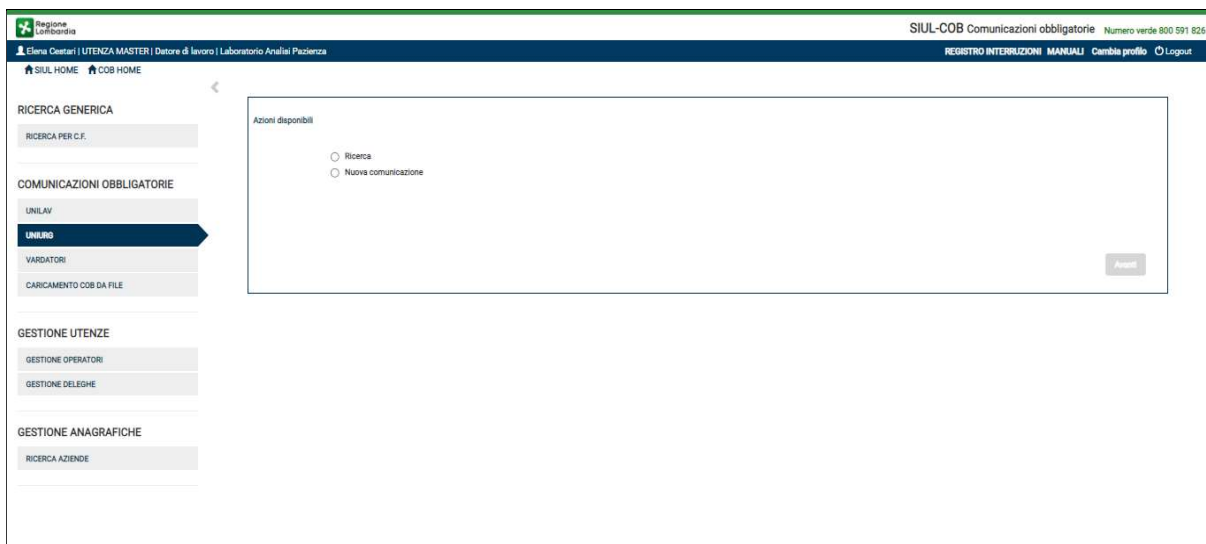 Regione
Lombardia
SIUL-COB Comunicazioni obbligatorie Numero verde 800 591 826
Elena Cestari | UTENZA MASTER | Datore di lavoro | Laboratorio Analisi Pazienza
REGISTRO INTERRUZIONI MANUALI Cambia profilo Logout
SIUL HOME COB HOME
RICERCA GENERICA
RICERCA PER C.F.
COMUNICAZIONI OBBLIGATORIE
UNILAV
UNIURG
VARDATORI
CARICAMENTO COB DA FILE
GESTIONE UTENZE
GESTIONE OPERATORI
GESTIONE DELEGHE
GESTIONE ANAGRAFICHE
RICERCA AZIENDE
Azioni disponibili
Ricerca
Nuova comunicazione
Avanti